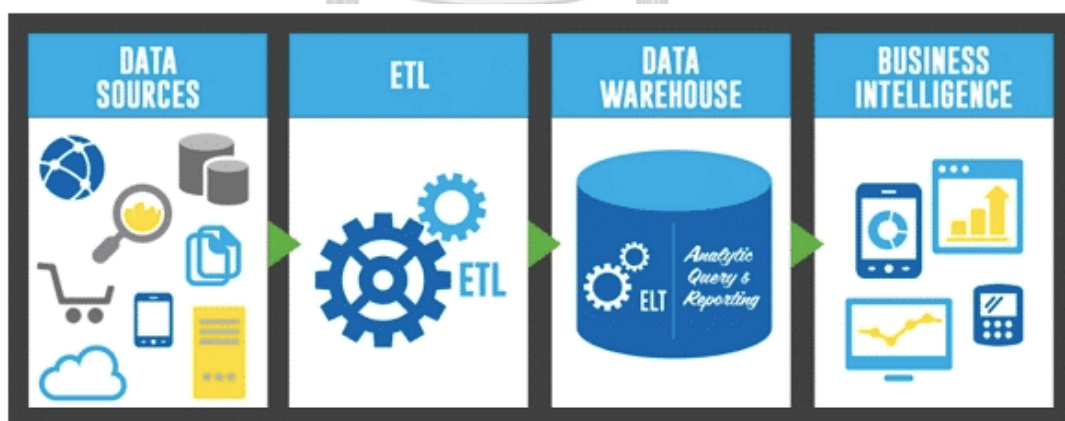 DATA
SOURCES
ETL
ETL
DATA
WAREHOUSE
ELT
Analytic
Query &
Reporting
BUSINESS
INTELLIGENCE